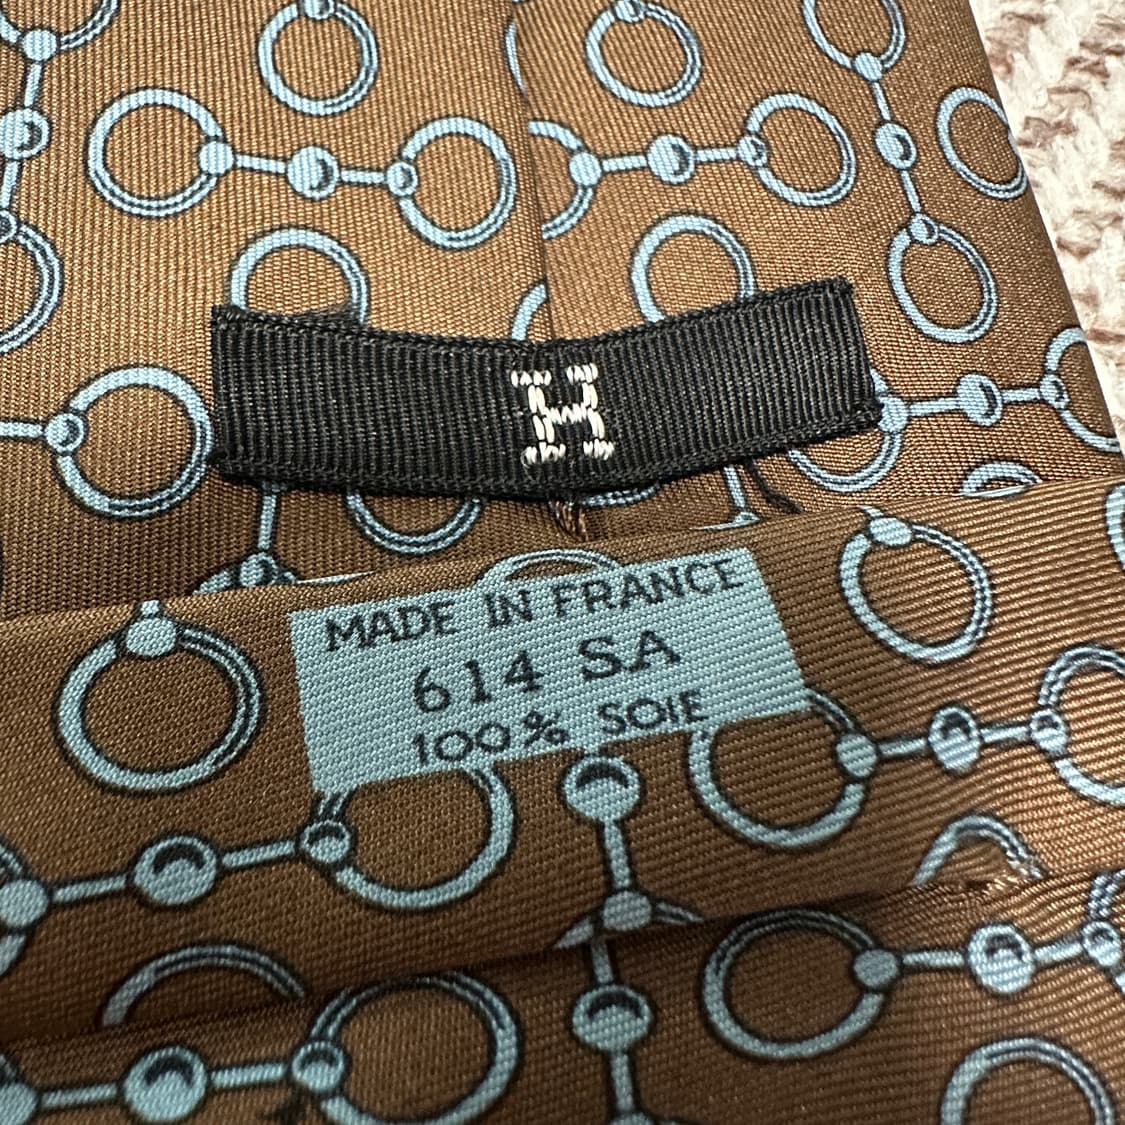 H
MADE IN FRANCE
614 SA
100% SOIE